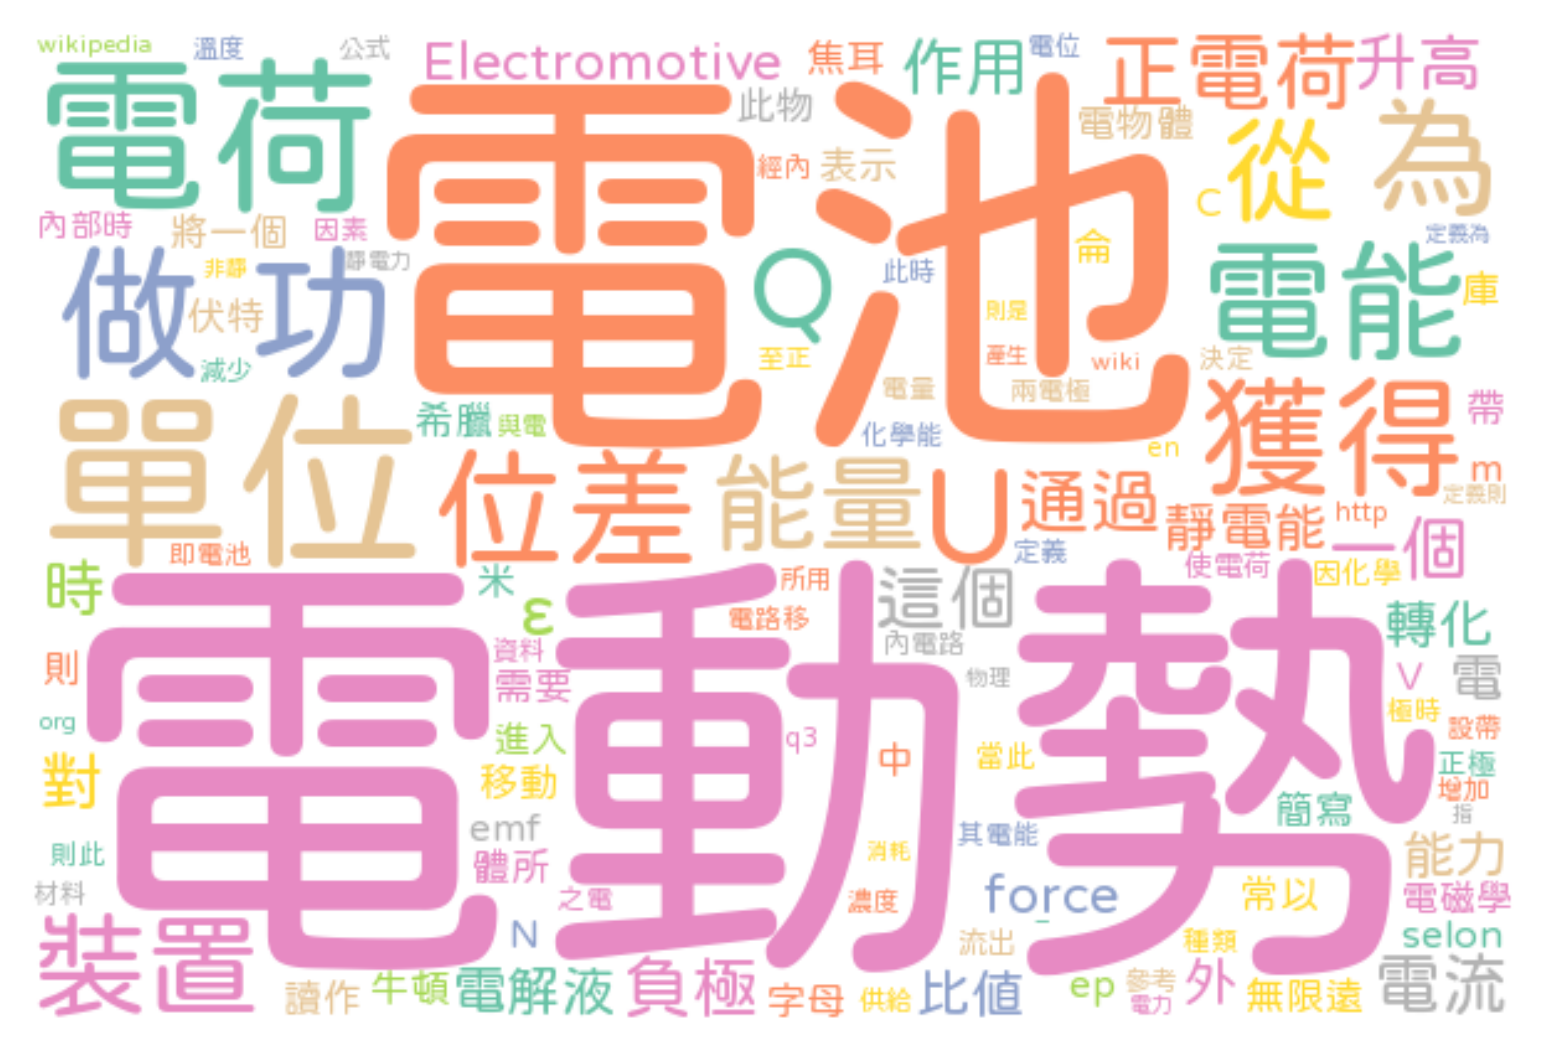 wikipedia
溫度
公式
Electromotive
焦耳
作用
電位
正電荷
升高
電荷
電池
此物
電物體
從
為
經內
表示
C
內部時
將一個
因素
定義為
非靜
靜電力
做功
Q
此時
侖
電能
庫
伏特
則是
減少
至正
產生
wiki
決定
單位
希臘
與電
電量
兩電極
獲得
帶
化學能
en
位差
能量
U
通過
靜電能
http
m
定義則
即電池
定義
一個
使電荷
因化學
時
電動勢
米
ε
所用
這個
電路移
轉化
則
資料
需要
內電路
物理
V
電
org
進入
q3
中
當此
極時
設帶
對
移動
正極
增加
簡寫
指
emf
其電能
則此
體所
消耗
能力
材料
之電
濃度
force
常以
電磁學
裝置
N
流出
種類
selon
讀作
牛頓
電解液
負極
字母
供給
比值
ep
參考
電力
外
無限遠
電流